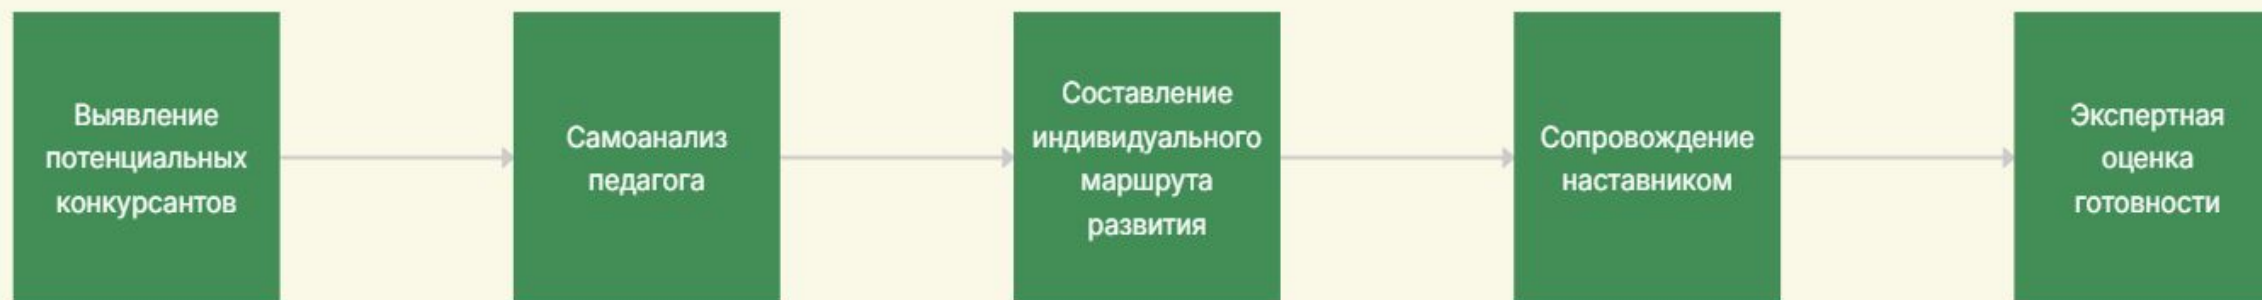 Выявление
потенциальных
конкурсантов
Самоанализ
педагога
Составление
индивидуального
маршрута
развития
Сопровождение
наставником
Экспертная
оценка
готовности